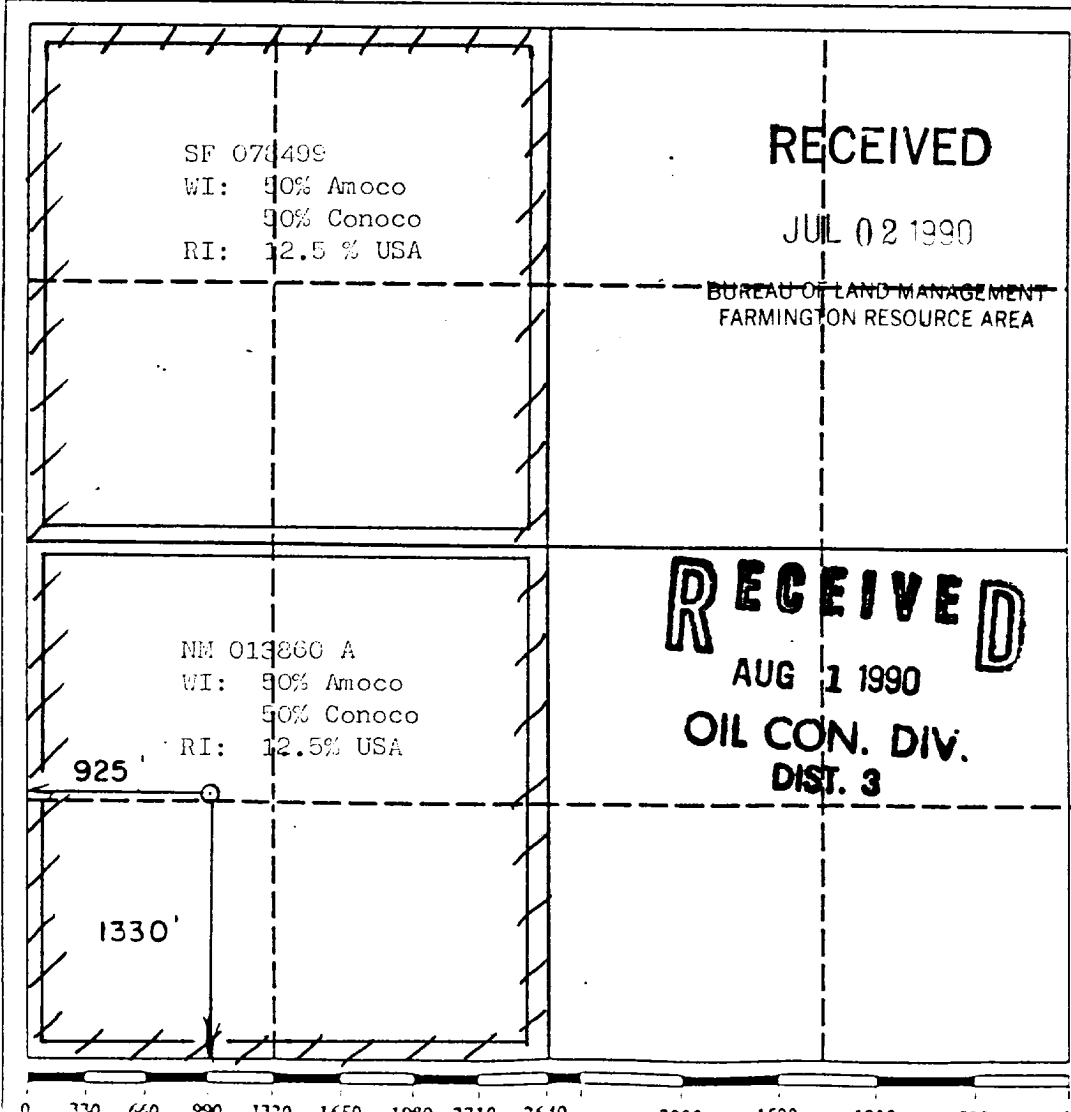 SF 078499
WI: 50% Amoco
50% Conoco
RI: 12.5 % USA
RECEIVED
JUL 02 1990
BUREAU OF LAND MANAGEMENT
FARMINGTON RESOURCE AREA
NM 013860 A
WI: 50% Amoco
50% Conoco
RI: 12.5% USA
925'
1330'
RECEIVED
AUG 1 1990
OIL CON. DIV.
DIST. 3
0 330 660 990 1320 1650 1980 2310 2640